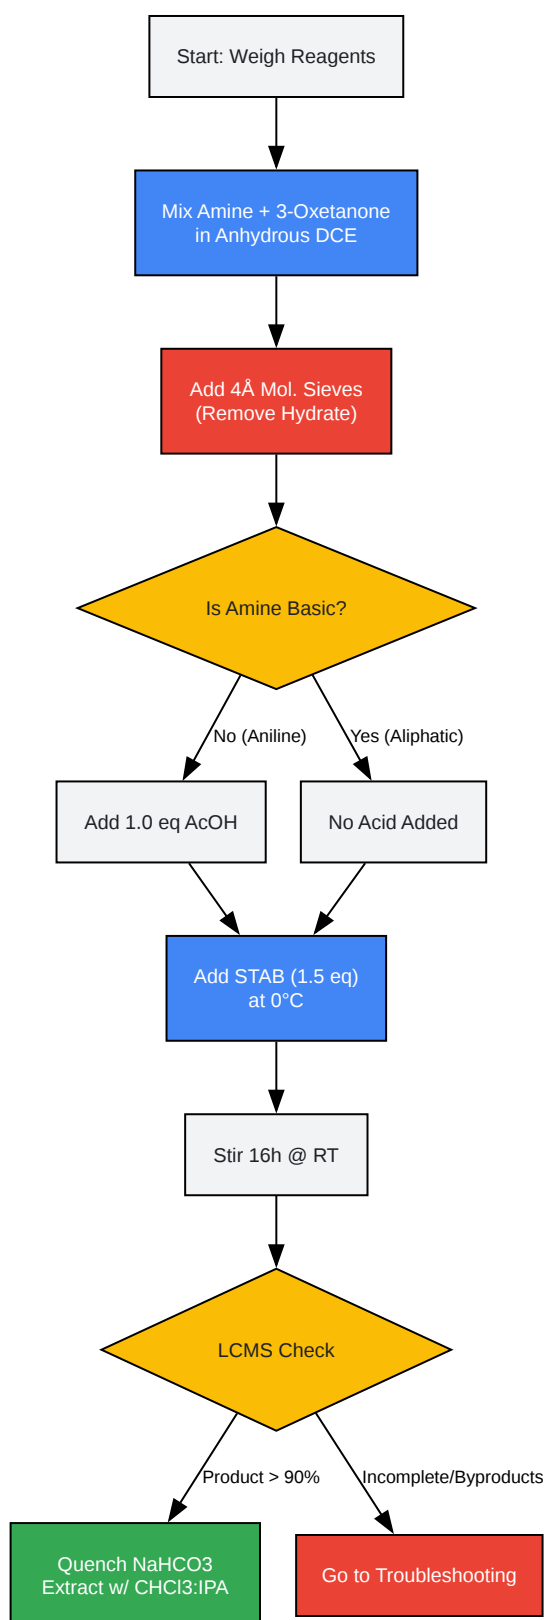 Start: Weigh Reagents
Mix Amine + 3-Oxetanone
in Anhydrous DCE
Add 4Å Mol. Sieves
(Remove Hydrate)
Is Amine Basic?
No (Aniline)
Yes (Aliphatic)
Add 1.0 eq AcOH
No Acid Added
Add STAB (1.5 eq)
at 0°C
Stir 16h @ RT
LCMS Check
Product > 90%
Incomplete/Byproducts
Quench NaHCO3
Extract w/ CHCl3:IPA
Go to Troubleshooting